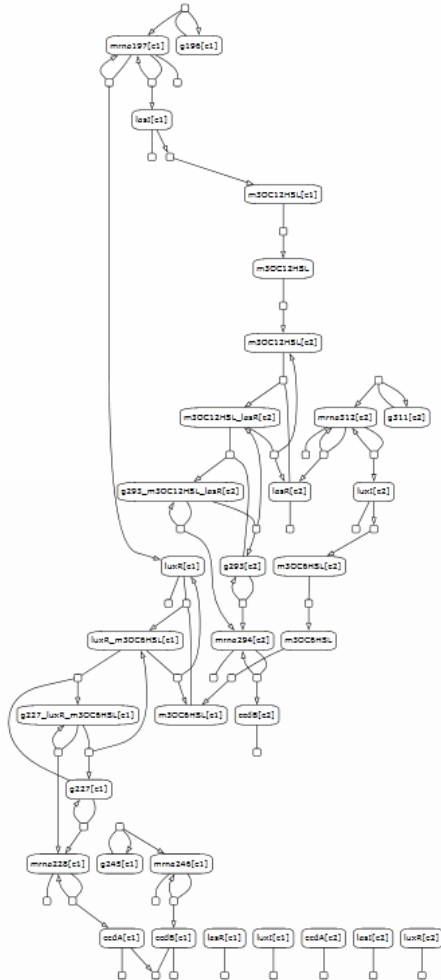 mrna197[c1]
g196[c1]
lasI[c1]
m3OC12HSL[c1]
m3OC12HSL
m3OC12HSL[c2]
m3OC12HSL_lasR[c2]
mrna312[c2]
g311[c2]
g293_m3OC12HSL_lasR[c2]
lasR[c2]
luxI[c2]
luxR[c1]
g293[c2]
m3OC6HSL[c2]
luxR_m3OC6HSL[c1]
mrna294[c2]
m3OC6HSL
g227_luxR_m3OC6HSL[c1]
m3OC6HSL[c1]
ccdB[c2]
g227[c1]
mrna228[c1]
g245[c1]
mrna246[c1]
ccdA[c1]
ccdB[c1]
lasR[c1]
luxI[c1]
ccdA[c2]
lasI[c2]
luxR[c2]